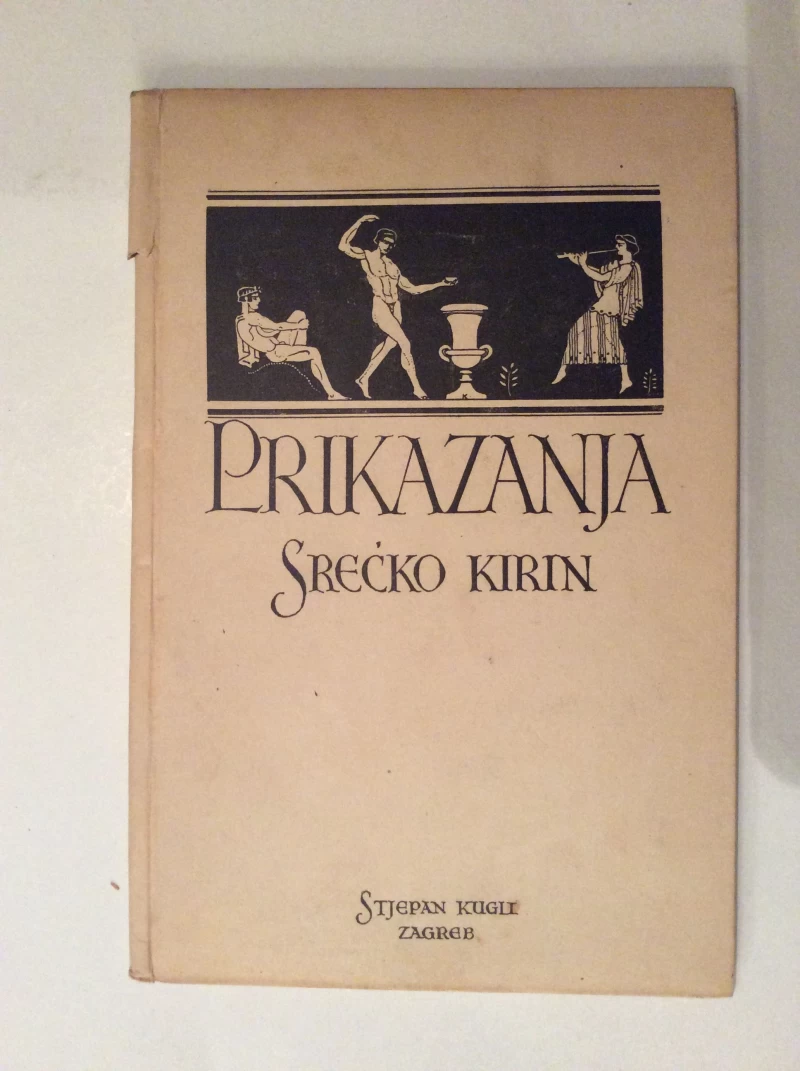 PRIKAZANJA
SREĆKO KIRIN
STJEPAN KUGLI
ZAGREB